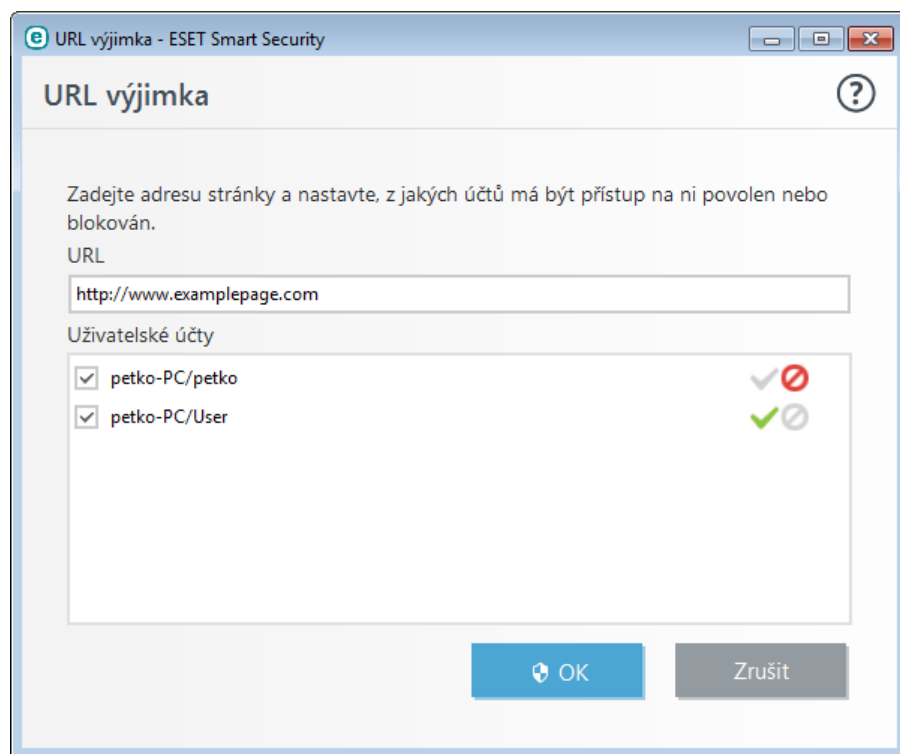 URL výjimka - ESET Smart Security
URL výjimka
Zadejte adresu stránky a nastavte, z jakých účtů má být přístup na ni povolen nebo
blokován.
URL
http://www.examplepage.com
Uživatelské účty
petko-PC/petko
petko-PC/User
OK
Zrušit